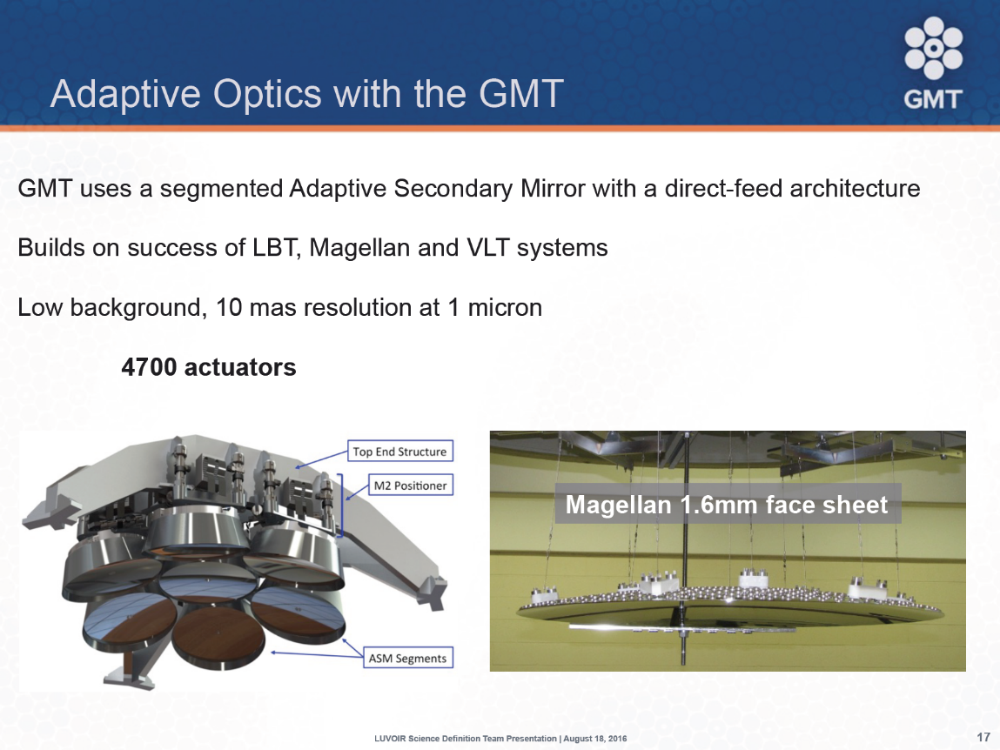 GMT
Adaptive Optics with the GMT
GMT uses a segmented Adaptive Secondary Mirror with a direct-feed architecture
Builds on success of LBT, Magellan and VLT systems
Low background, 10 mas resolution at 1 micron
4700 actuators
Top End Structure
M2 Positioner
ASM Segments
Magellan 1.6mm face sheet
LUVOIR Science Definition Team Presentation | August 18, 2016
17